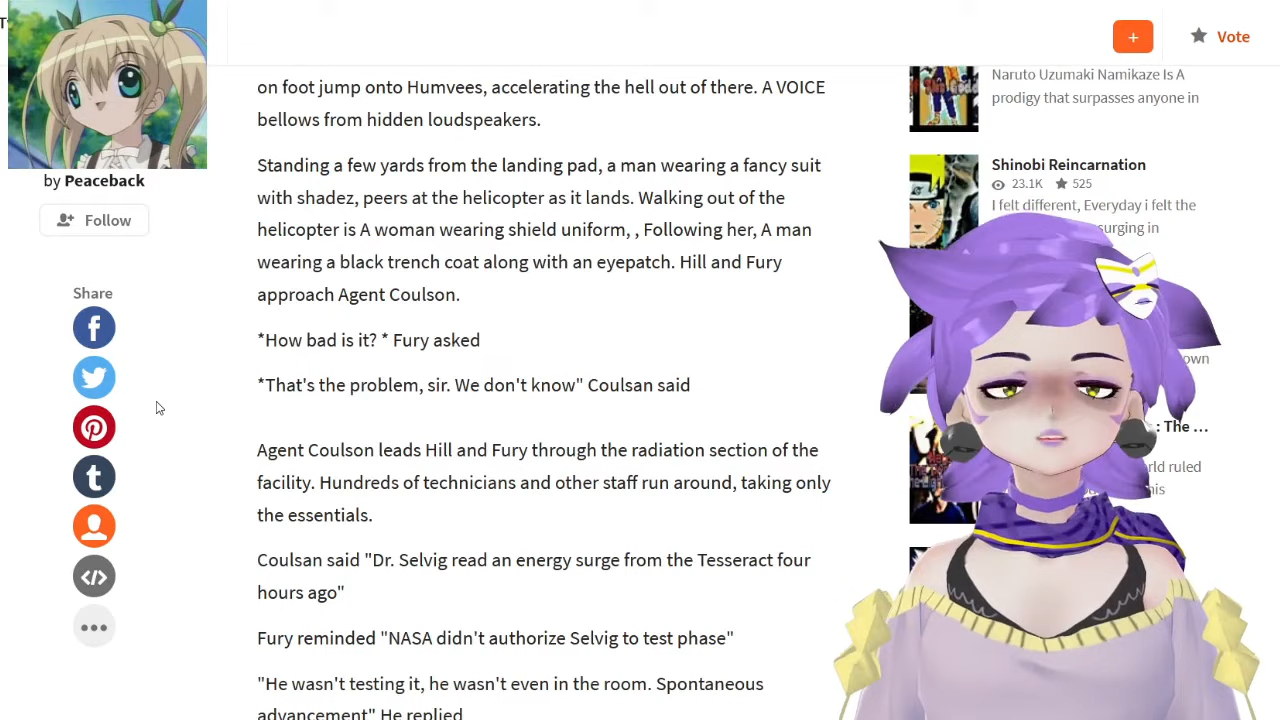 T
+
Vote
by Peaceback
Follow
Share
on foot jump onto Humvees, accelerating the hell out of there. A VOICE
bellows from hidden loudspeakers.
Standing a few yards from the landing pad, a man wearing a fancy suit
with shadez, peers at the helicopter as it lands. Walking out of the
helicopter is A woman wearing shield uniform, , Following her, A man
wearing a black trench coat along with an eyepatch. Hill and Fury
approach Agent Coulson.
*How bad is it? * Fury asked
*That's the problem, sir. We don't know" Coulsan said
Agent Coulson leads Hill and Fury through the radiation section of the
facility. Hundreds of technicians and other staff run around, taking only
the essentials.
Coulsan said "Dr. Selvig read an energy surge from the Tesseract four
hours ago"
Fury reminded "NASA didn't authorize Selvig to test phase"
"He wasn't testing it, he wasn't even in the room. Spontaneous
advancement" He replied
Naruto Uzumaki Namikaze Is A
prodigy that surpasses anyone in
Shinobi Reincarnation
23.1K 525
I felt different, Everyday i felt the
surging in
own
: The ...
rld ruled
his